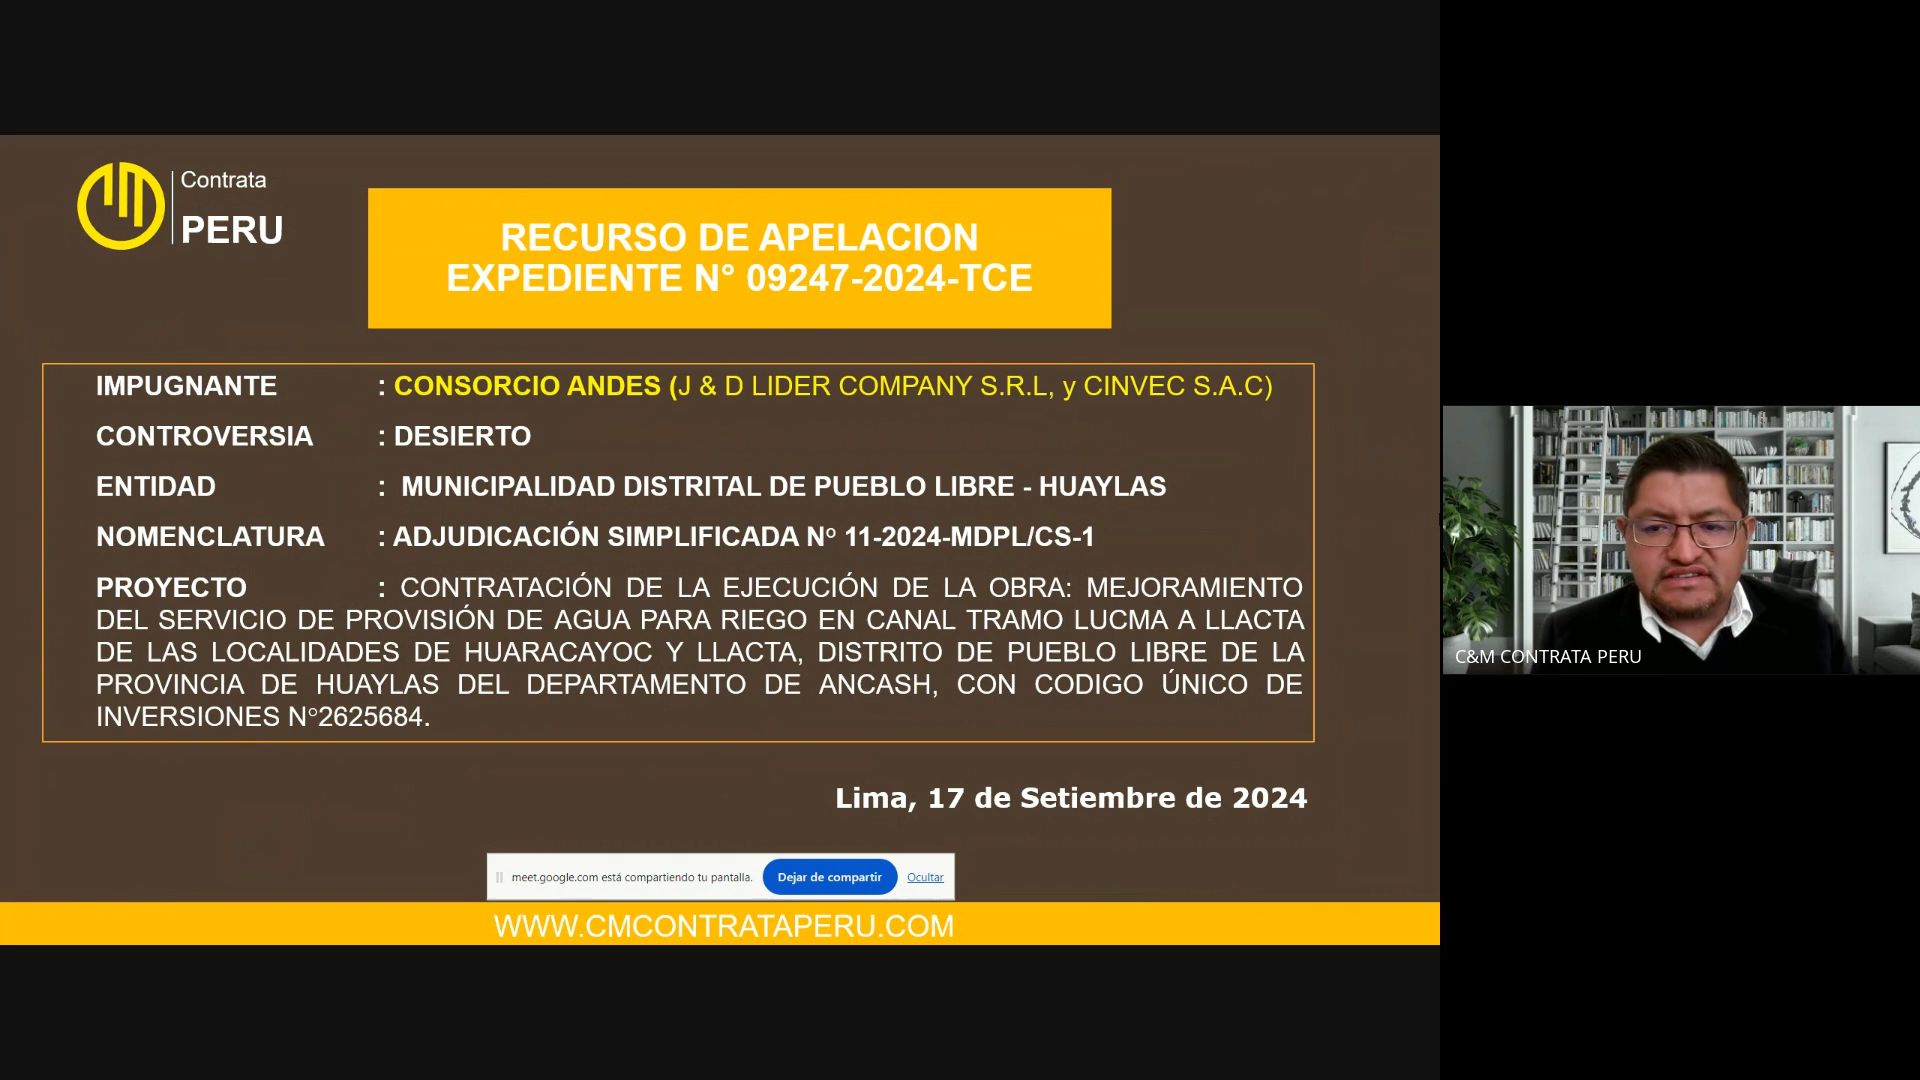 Contrata
PERU
RECURSO DE APELACION
EXPEDIENTE N° 09247-2024-TCE
IMPUGNANTE : CONSORCIO ANDES (J & D LIDER COMPANY S.R.L, y CINVEC S.A.C)
CONTROVERSIA : DESIERTO
ENTIDAD : MUNICIPALIDAD DISTRITAL DE PUEBLO LIBRE - HUAYLAS
NOMENCLATURA : ADJUDICACIÓN SIMPLIFICADA Nº 11-2024-MDPL/CS-1
PROYECTO : CONTRATACIÓN DE LA EJECUCIÓN DE LA OBRA: MEJORAMIENTO
DEL SERVICIO DE PROVISIÓN DE AGUA PARA RIEGO EN CANAL TRAMO LUCMA A LLACTA
DE LAS LOCALIDADES DE HUARACAYOC Y LLACTA, DISTRITO DE PUEBLO LIBRE DE LA
PROVINCIA DE HUAYLAS DEL DEPARTAMENTO DE ANCASH, CON CODIGO ÚNICO DE
INVERSIONES N°2625684.
Lima, 17 de Setiembre de 2024
meet.google.com está compartiendo tu pantalla. Dejar de compartir Ocultar
WWW.CMCONTRATAPERU.COM
C&M CONTRATA PERU